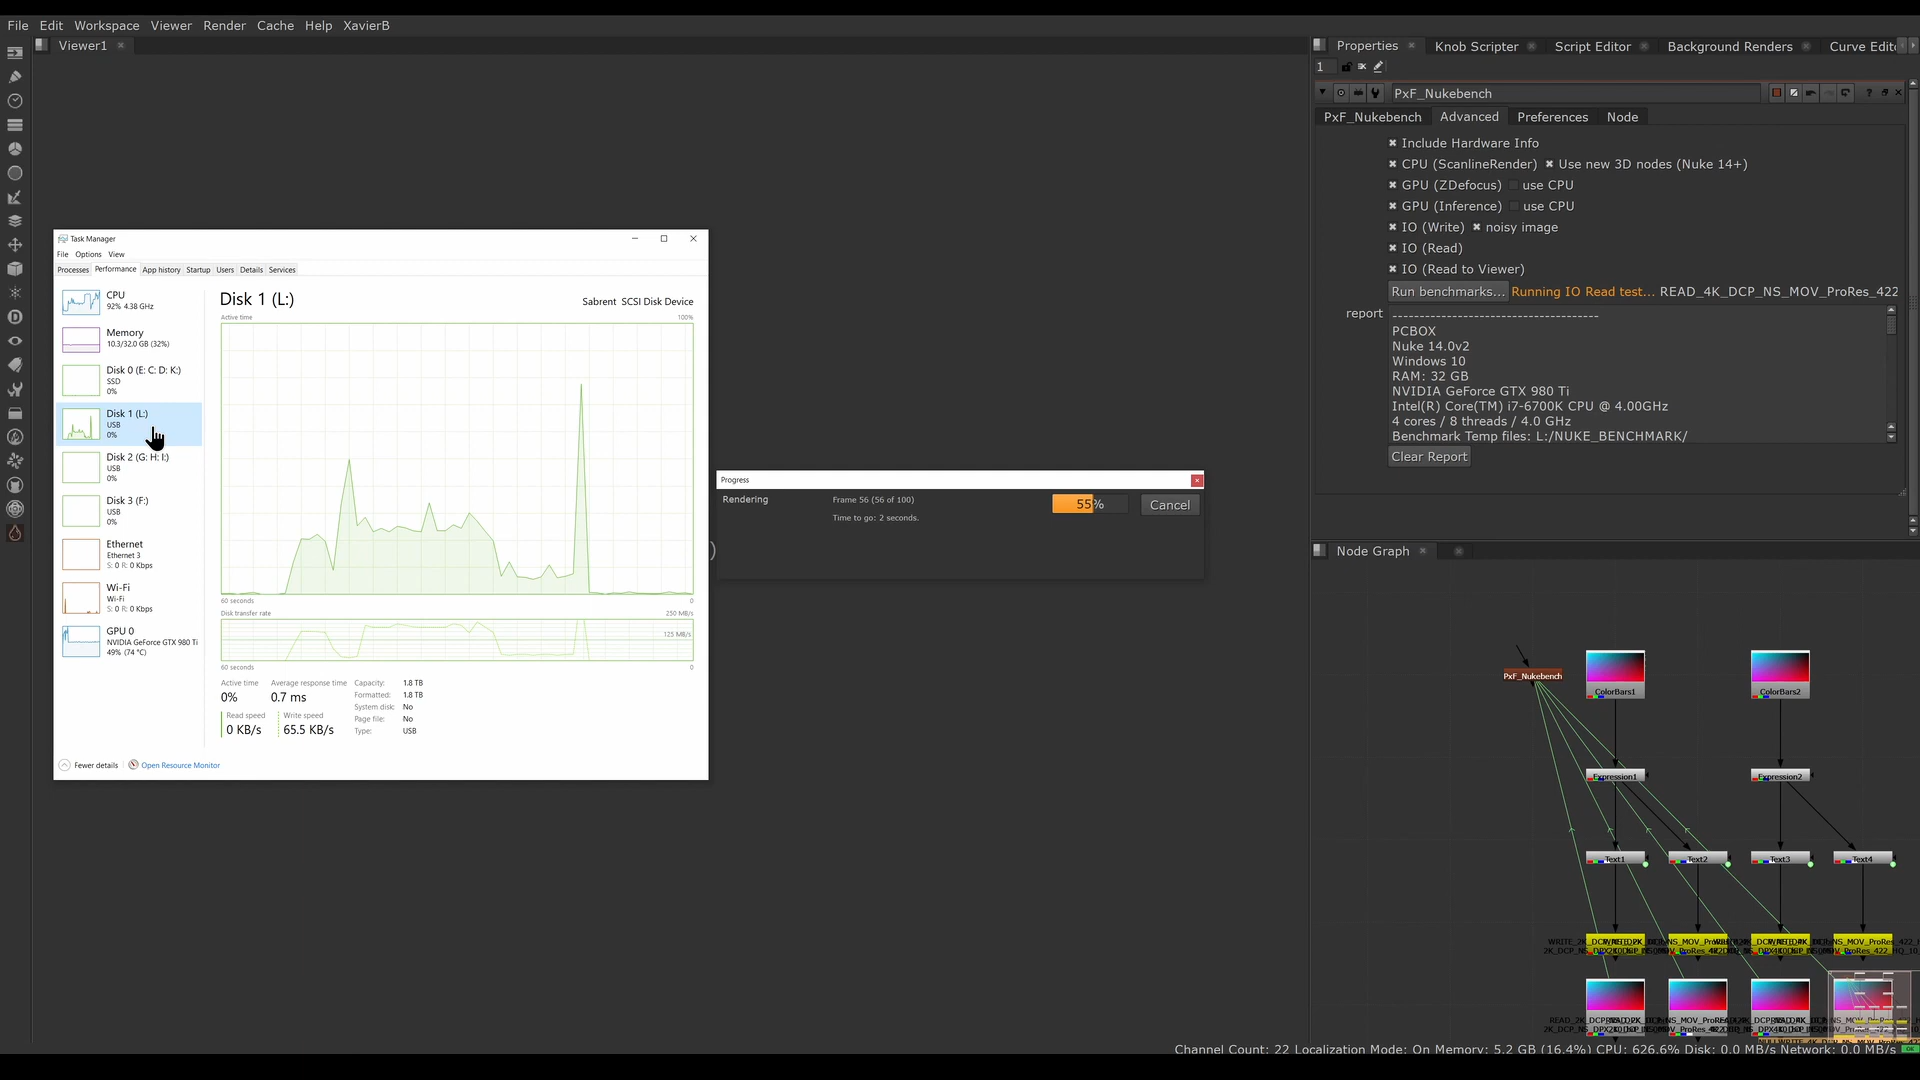 File Edit Workspace Viewer Render Cache Help XavierB
Viewer1
Task Manager
File Options View
Processes Performance App history Startup Users Details Services
CPU
92% 4.38 GHz
Memory
10.3/32.0 GB (32%)
Disk 0 (E: C: D: K:)
SSD
0%
Disk 1 (L:)
USB
0%
Disk 2 (G: H: I:)
USB
0%
Disk 3 (F:)
USB
0%
Ethernet
Ethernet 3
S: 0 R: 0 Kbps
Wi-Fi
Wi-Fi
S: 0 R: 0 Kbps
GPU 0
NVIDIA GeForce GTX 980 Ti
49% (74 °C)
Disk 1 (L:)
Sabrent SCSI Disk Device
Active time 100%
60 seconds 0
Disk transfer rate 250 MB/s
125 MB/s
60 seconds 0
Active time
0%
Average response time
0.7 ms
Read speed
0 KB/s
Write speed
65.5 KB/s
Capacity: 1.8 TB
Formatted: 1.8 TB
System disk: No
Page file: No
Type: USB
Fewer details Open Resource Monitor
Progress
Rendering Frame 56 (56 of 100) 55% Cancel
Time to go: 2 seconds.
Properties Knob Scripter Script Editor Background Renders Curve Edit
1
PxF_Nukebench
PxF_Nukebench Advanced Preferences Node
Include Hardware Info
CPU (ScanlineRender) Use new 3D nodes (Nuke 14+)
GPU (ZDefocus) use CPU
GPU (Inference) use CPU
IO (Write) noisy image
IO (Read)
IO (Read to Viewer)
Run benchmarks... Running IO Read test... READ_4K_DCP_NS_MOV_ProRes_422
report
--------------------------------------
PCBOX
Nuke 14.0v2
Windows 10
RAM: 32 GB
NVIDIA GeForce GTX 980 Ti
Intel(R) Core(TM) i7-6700K CPU @ 4.00GHz
4 cores / 8 threads / 4.0 GHz
Benchmark Temp files: L:/NUKE_BENCHMARK/
Clear Report
Node Graph
PxF_Nukebench
ColorBars1 ColorBars2
Expression1 Expression2
Text1 Text2 Text3 Text4
Channel Count: 22 Localization Mode: On Memory: 5.2 GB (16.4%) CPU: 626.6% Disk: 0.0 MB/s Network: 0.0 MB/s